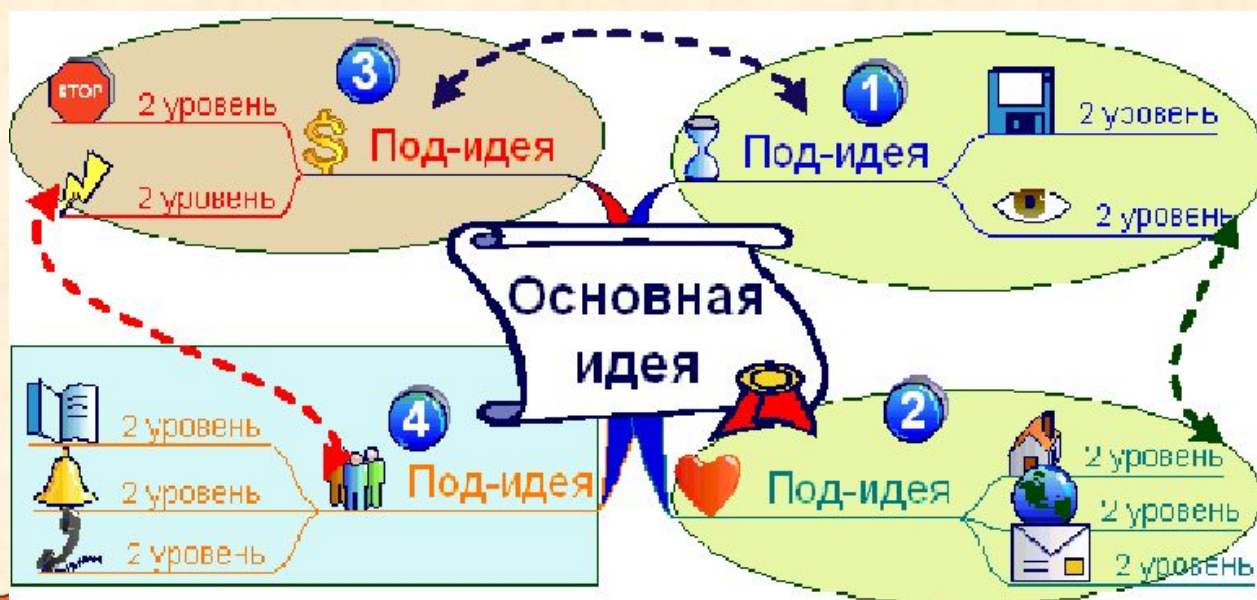 3
STOP
2 уровень
Под-идея
2 уровень
1
2 уровень
Под-идея
2 уровень
Основная
идея
4
2 уровень
2 уровень
Под-идея
2 уровень
2
2 уровень
Под-идея
2 уровень
2 уровень